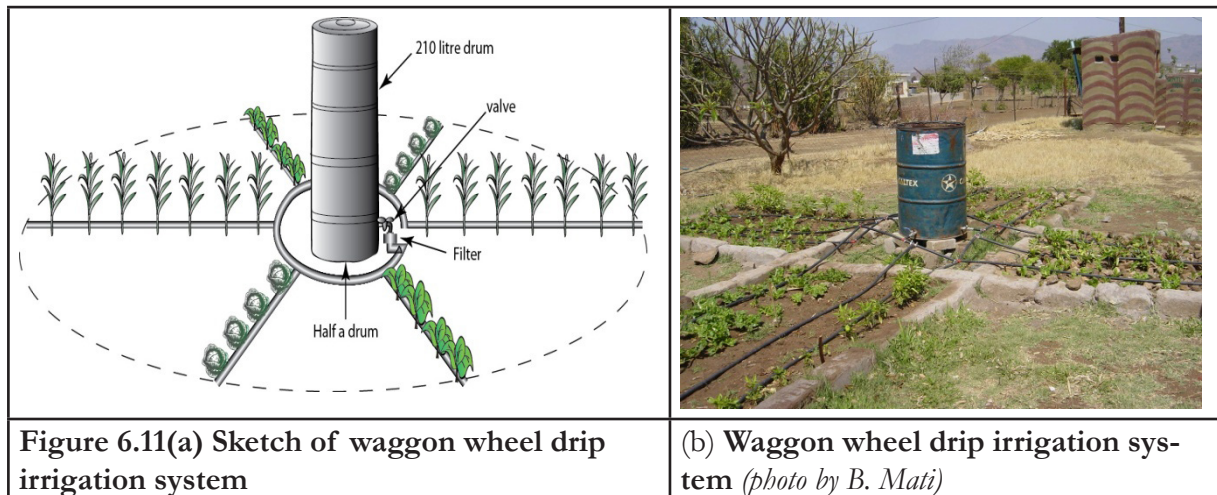 210 litre drum
valve
Filter
Half a drum
Figure 6.11(a) Sketch of waggon wheel drip
irrigation system
(b) Waggon wheel drip irrigation sys-
tem (photo by B. Mati)